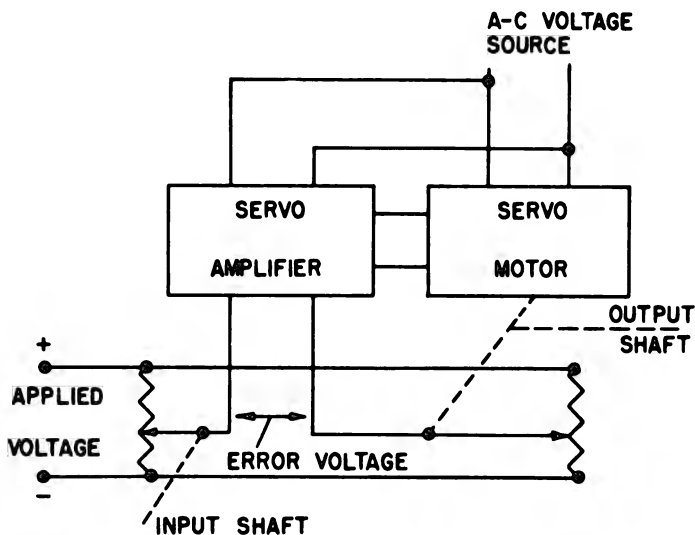 A-C VOLTAGE
SOURCE
SERVO
AMPLIFIER
SERVO
MOTOR
OUTPUT
SHAFT
+
APPLIED
VOLTAGE
−
ERROR VOLTAGE
INPUT SHAFT